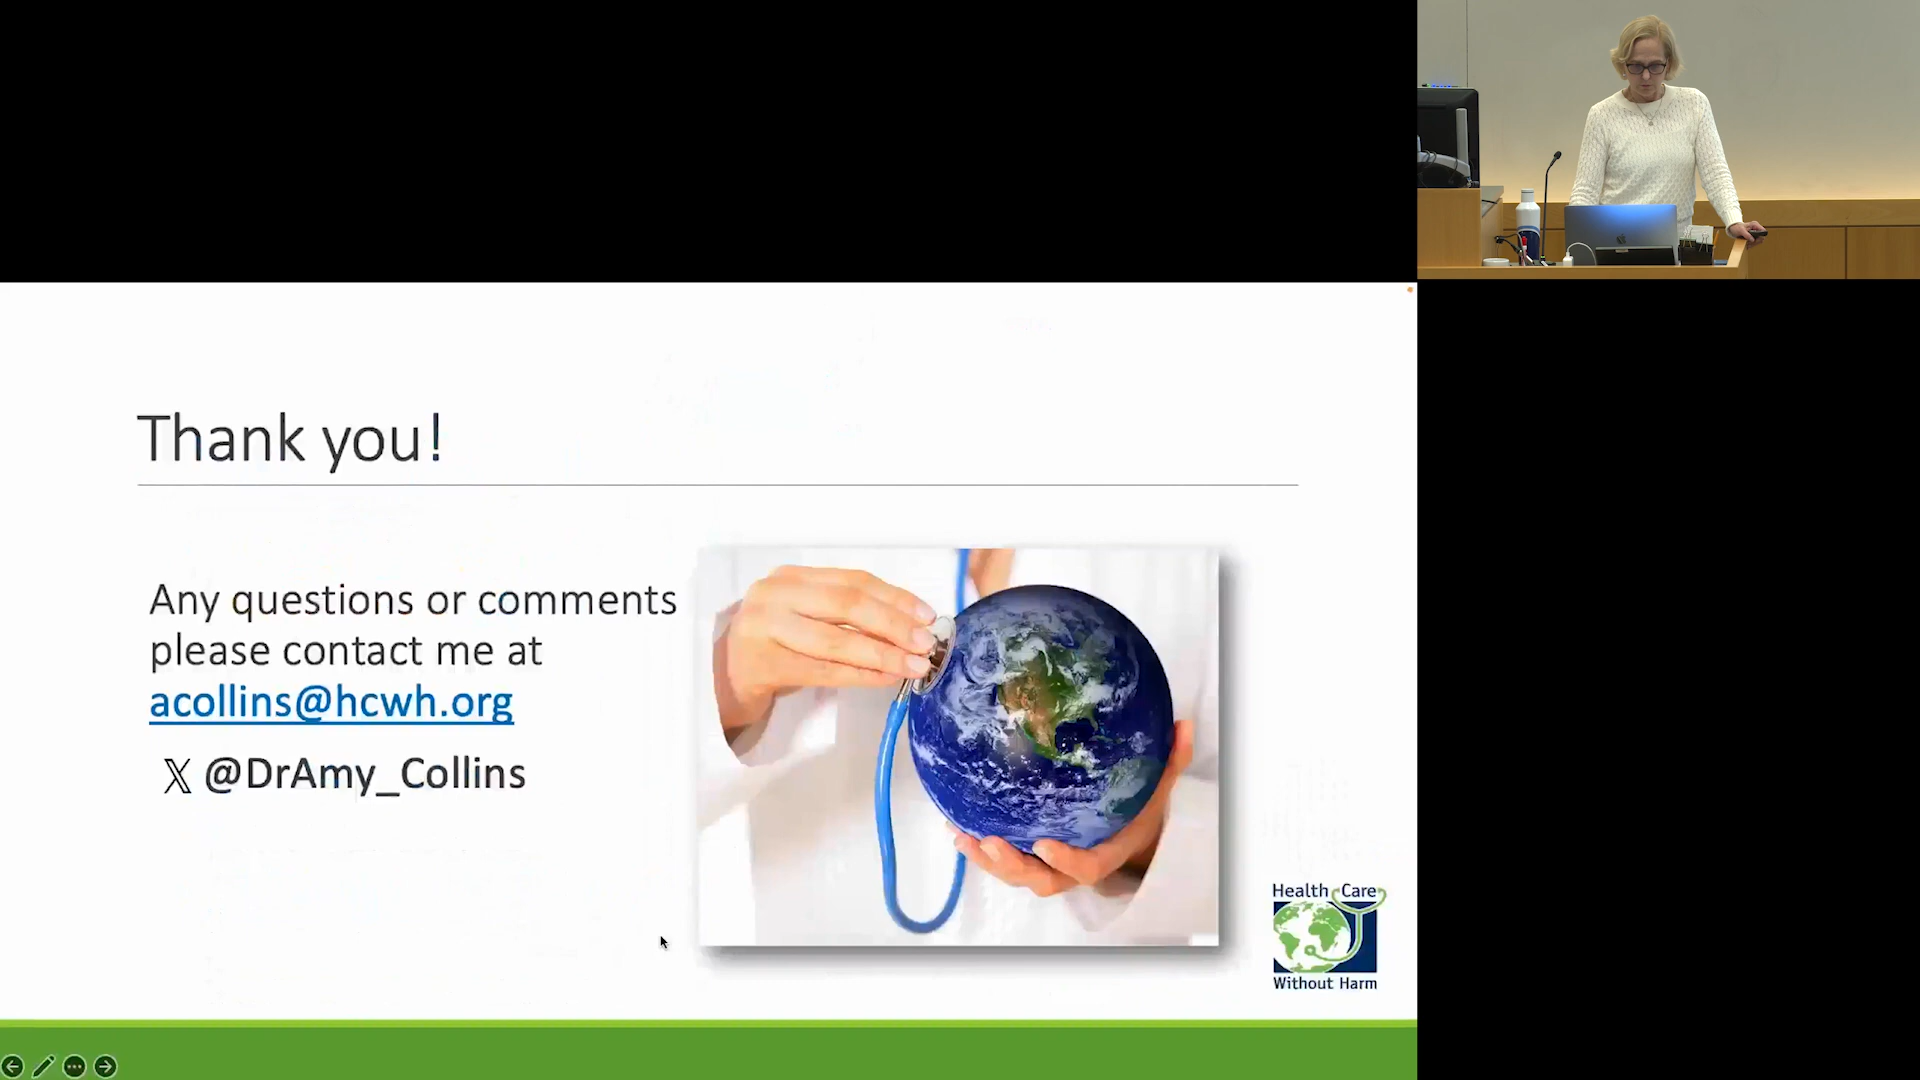 Thank you!
Any questions or comments
please contact me at
acollins@hcwh.org
X @DrAmy_Collins
Health Care
Without Harm